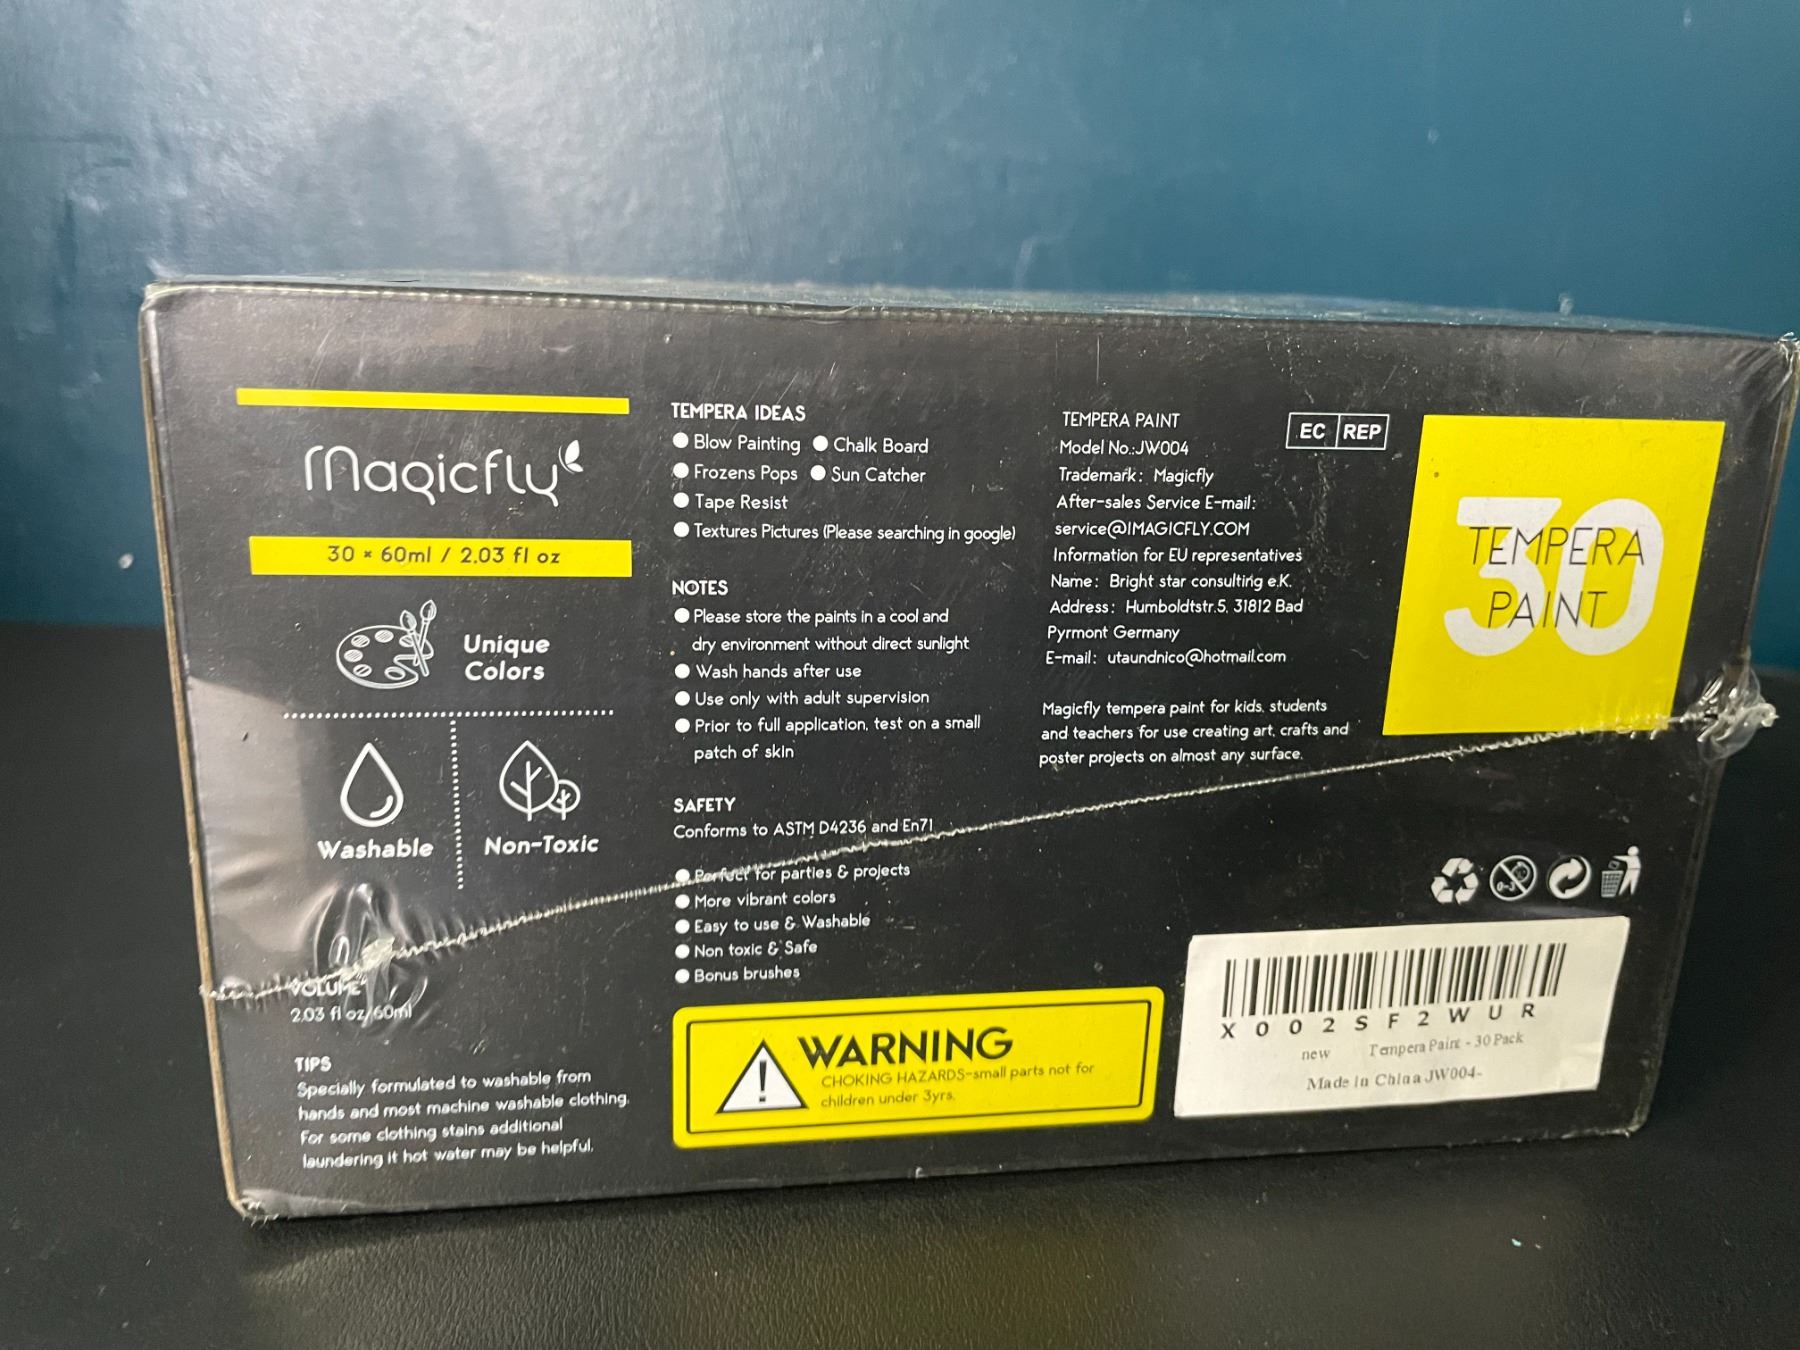 Magicfly
30 × 60ml / 2.03 fl oz
Unique
Colors
Washable
Non-Toxic
VOLUME
2.03 fl oz/60ml
TIPS
Specially formulated to washable from
hands and most machine washable clothing.
For some clothing stains additional
laundering it hot water may be helpful.
TEMPERA IDEAS
● Blow Painting ● Chalk Board
● Frozens Pops ● Sun Catcher
● Tape Resist
● Textures Pictures (Please searching in google)
NOTES
● Please store the paints in a cool and
dry environment without direct sunlight
● Wash hands after use
● Use only with adult supervision
● Prior to full application, test on a small
patch of skin
SAFETY
Conforms to ASTM D4236 and En71
● Perfect for parties & projects
● More vibrant colors
● Easy to use & Washable
● Non toxic & Safe
● Bonus brushes
WARNING
CHOKING HAZARDS-small parts not for
children under 3yrs.
TEMPERA PAINT
Model No.:JW004
Trademark: Magicfly
After-sales Service E-mail:
service@IMAGICFLY.COM
Information for EU representatives
Name: Bright star consulting e.K.
Address: Humboldtstr.5. 31812 Bad
Pyrmont Germany
E-mail: utaundnico@hotmail.com
EC REP
Magicfly tempera paint for kids, students
and teachers for use creating art, crafts and
poster projects on almost any surface.
30
TEMPERA
PAINT
0-3
X002SF2WUR
new Tempera Paint - 30 Pack
Made in China JW004-